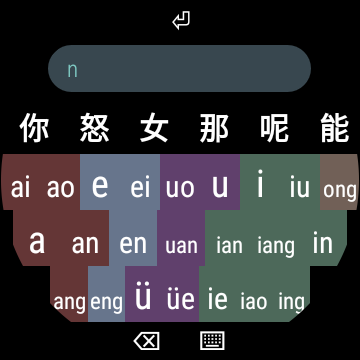 n
你 怒 女 那 呢 能
ai ao e ei uo u i iu ong
a an en uan ian iang in
ang eng ü üe ie iao ing